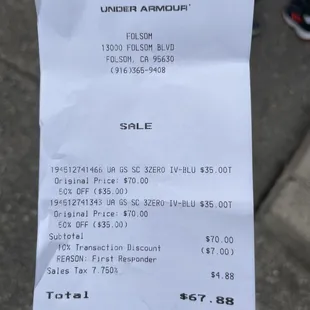 UNDER ARMOUR
FOLSOM
13000 FOLSOM BLVD
FOLSOM, CA 95630
(916)365-9408
SALE
194512741466 UA GS SC 3ZERO IV-BLU $35.00T
Original Price: $70.00
50% OFF ($35.00)
194512741343 UA GS SC 3ZERO IV-BLU $35.00T
Original Price: $70.00
50% OFF ($35.00)
Subtotal $70.00
10% Transaction Discount ($7.00)
REASON: First Responder
Sales Tax 7.750% $4.88
Total $67.88